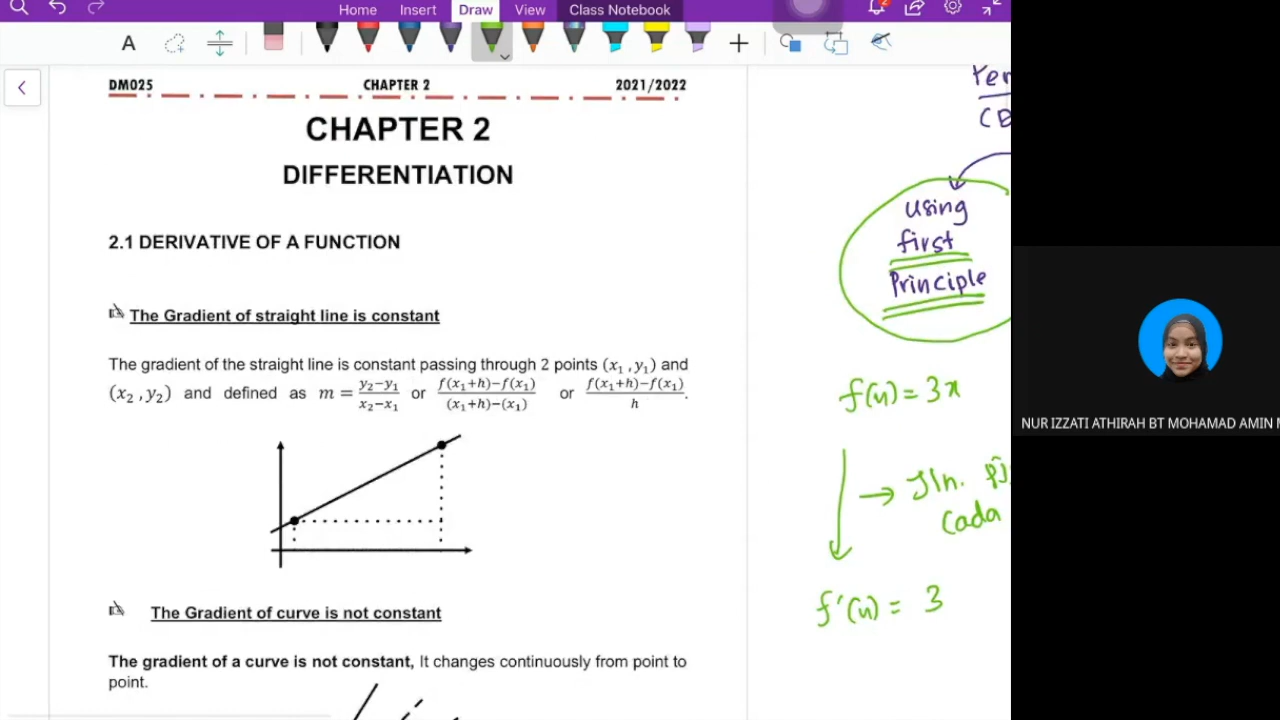 Home Insert Draw View Class Notebook
2
A
DM025 CHAPTER 2 2021/2022
CHAPTER 2
DIFFERENTIATION
2.1 DERIVATIVE OF A FUNCTION
The Gradient of straight line is constant
The gradient of the straight line is constant passing through 2 points (x₁ , y₁) and
(x₂ , y₂) and defined as m = y₂−y₁/x₂−x₁ or f(x₁+h)−f(x₁)/(x₁+h)−(x₁) or f(x₁+h)−f(x₁)/h.
The Gradient of curve is not constant
The gradient of a curve is not constant, It changes continuously from point to
point.
using
first
Principle
f(x) = 3x
→ Jln.
(ada
f'(x) = 3
NUR IZZATI ATHIRAH BT MOHAMAD AMIN M